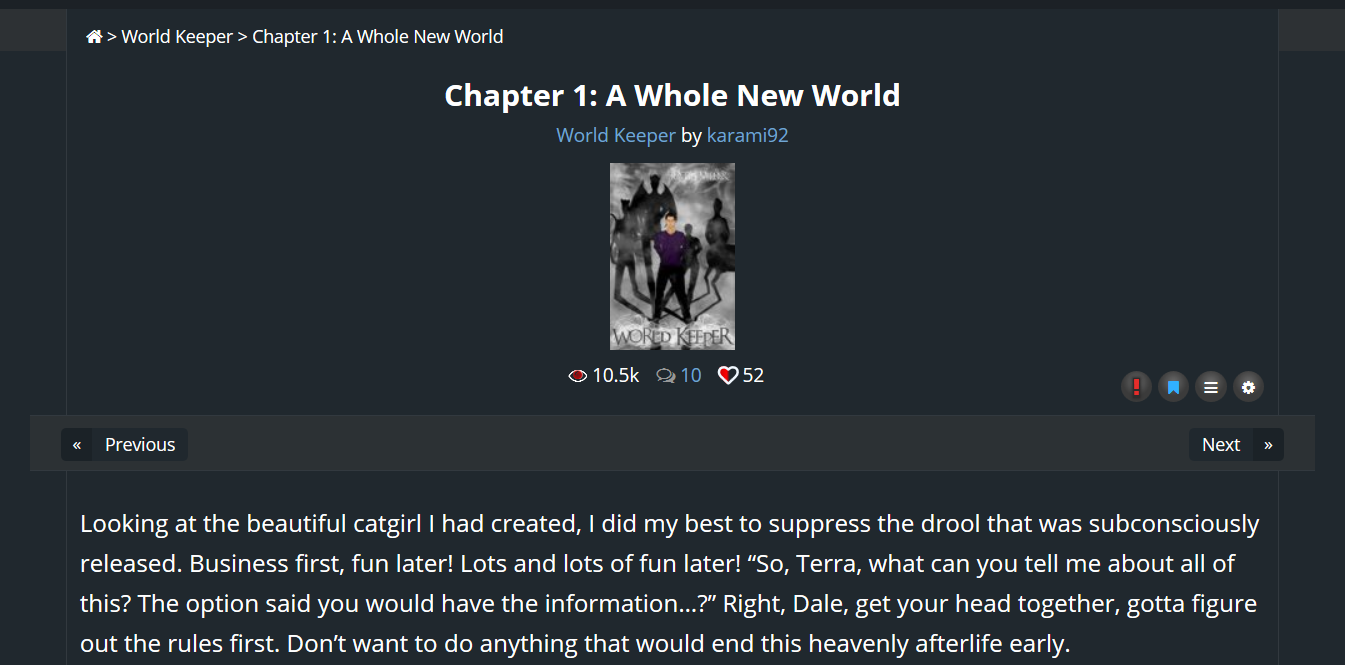 > World Keeper > Chapter 1: A Whole New World
Chapter 1: A Whole New World
World Keeper by karami92
WORLD KEEPER
10.5k 10 52
« Previous Next »
Looking at the beautiful catgirl I had created, I did my best to suppress the drool that was subconsciously
released. Business first, fun later! Lots and lots of fun later! “So, Terra, what can you tell me about all of
this? The option said you would have the information…?” Right, Dale, get your head together, gotta figure
out the rules first. Don’t want to do anything that would end this heavenly afterlife early.